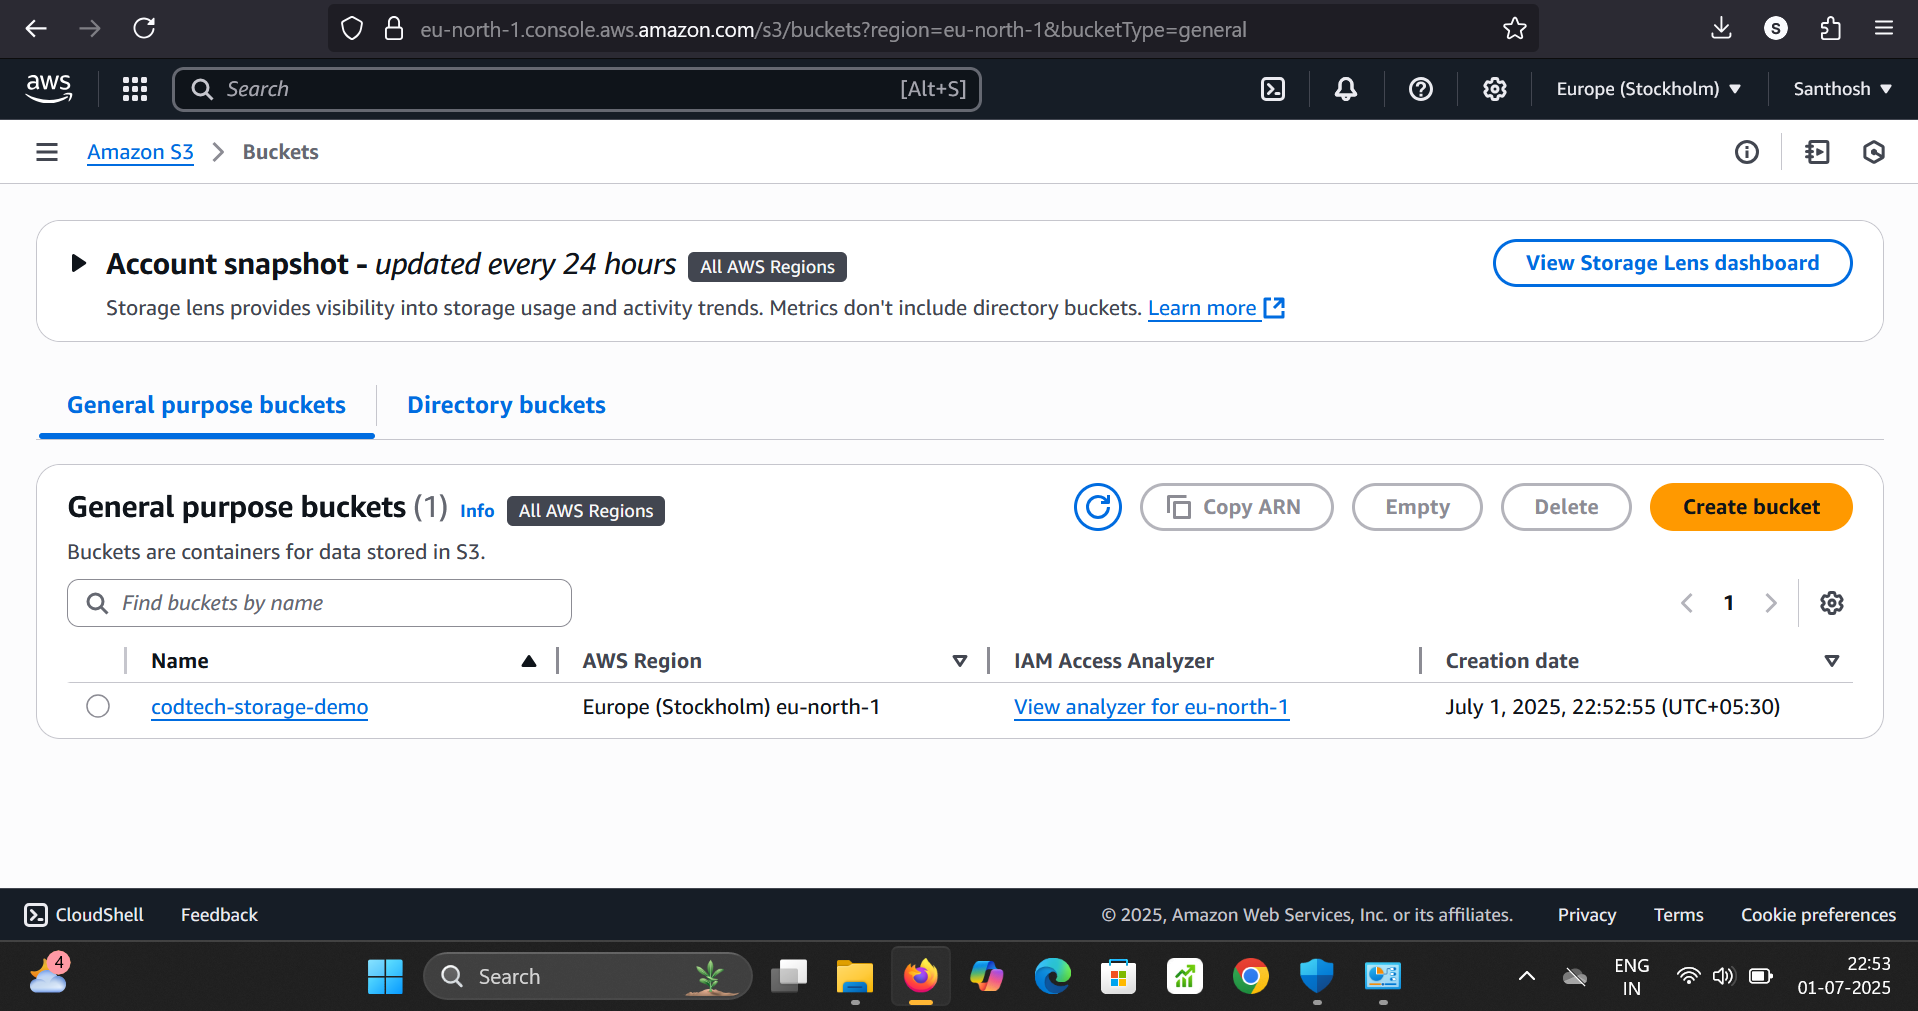 eu-north-1.console.aws.amazon.com/s3/buckets?region=eu-north-1&bucketType=general
S
aws
Search
[Alt+S]
Europe (Stockholm)
Santhosh
Amazon S3
Buckets
Account snapshot - updated every 24 hours
All AWS Regions
View Storage Lens dashboard
Storage lens provides visibility into storage usage and activity trends. Metrics don't include directory buckets. Learn more
General purpose buckets
Directory buckets
General purpose buckets (1)
Info
All AWS Regions
Copy ARN
Empty
Delete
Create bucket
Buckets are containers for data stored in S3.
Find buckets by name
1
Name
AWS Region
IAM Access Analyzer
Creation date
codtech-storage-demo
Europe (Stockholm) eu-north-1
View analyzer for eu-north-1
July 1, 2025, 22:52:55 (UTC+05:30)
CloudShell
Feedback
© 2025, Amazon Web Services, Inc. or its affiliates.
Privacy
Terms
Cookie preferences
4
Search
ENG
IN
22:53
01-07-2025